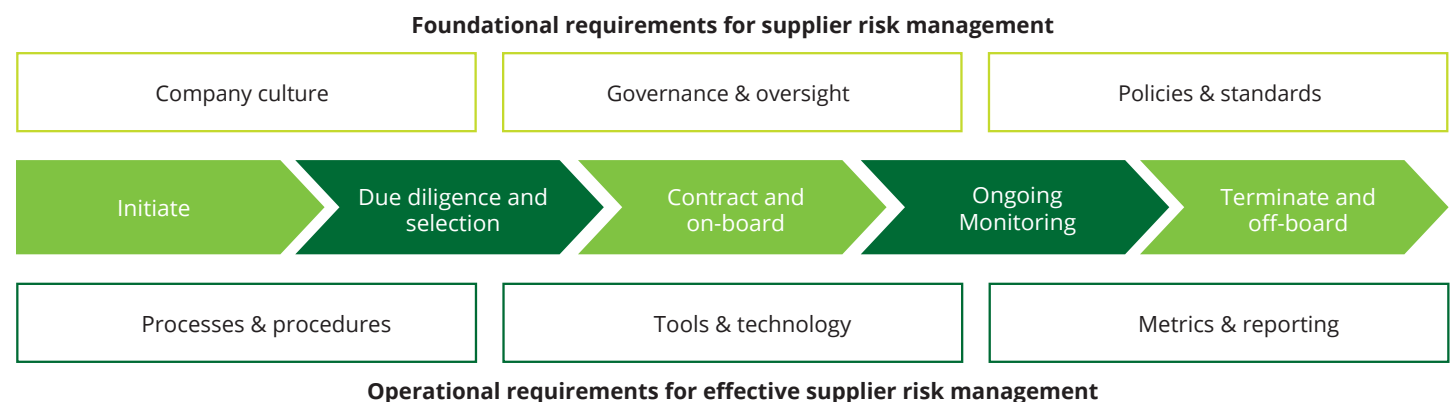 Foundational requirements for supplier risk management
Company culture
Governance & oversight
Policies & standards
Initiate
Due diligence and
selection
Contract and
on-board
Ongoing
Monitoring
Terminate and
off-board
Processes & procedures
Tools & technology
Metrics & reporting
Operational requirements for effective supplier risk management